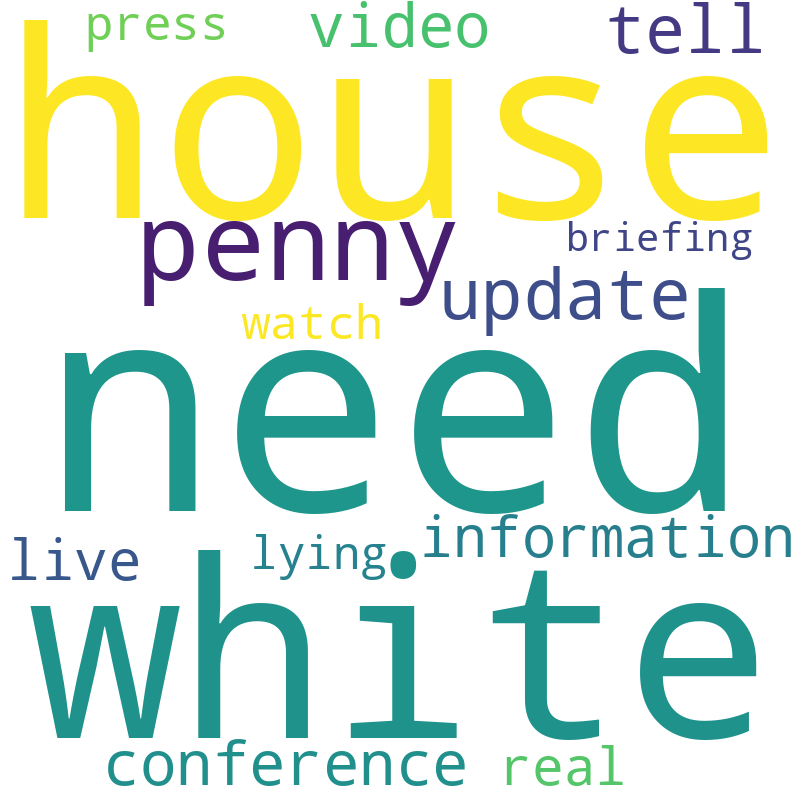 press video tell
house
penny briefing
update
watch
need
information
live lying
white
conference real